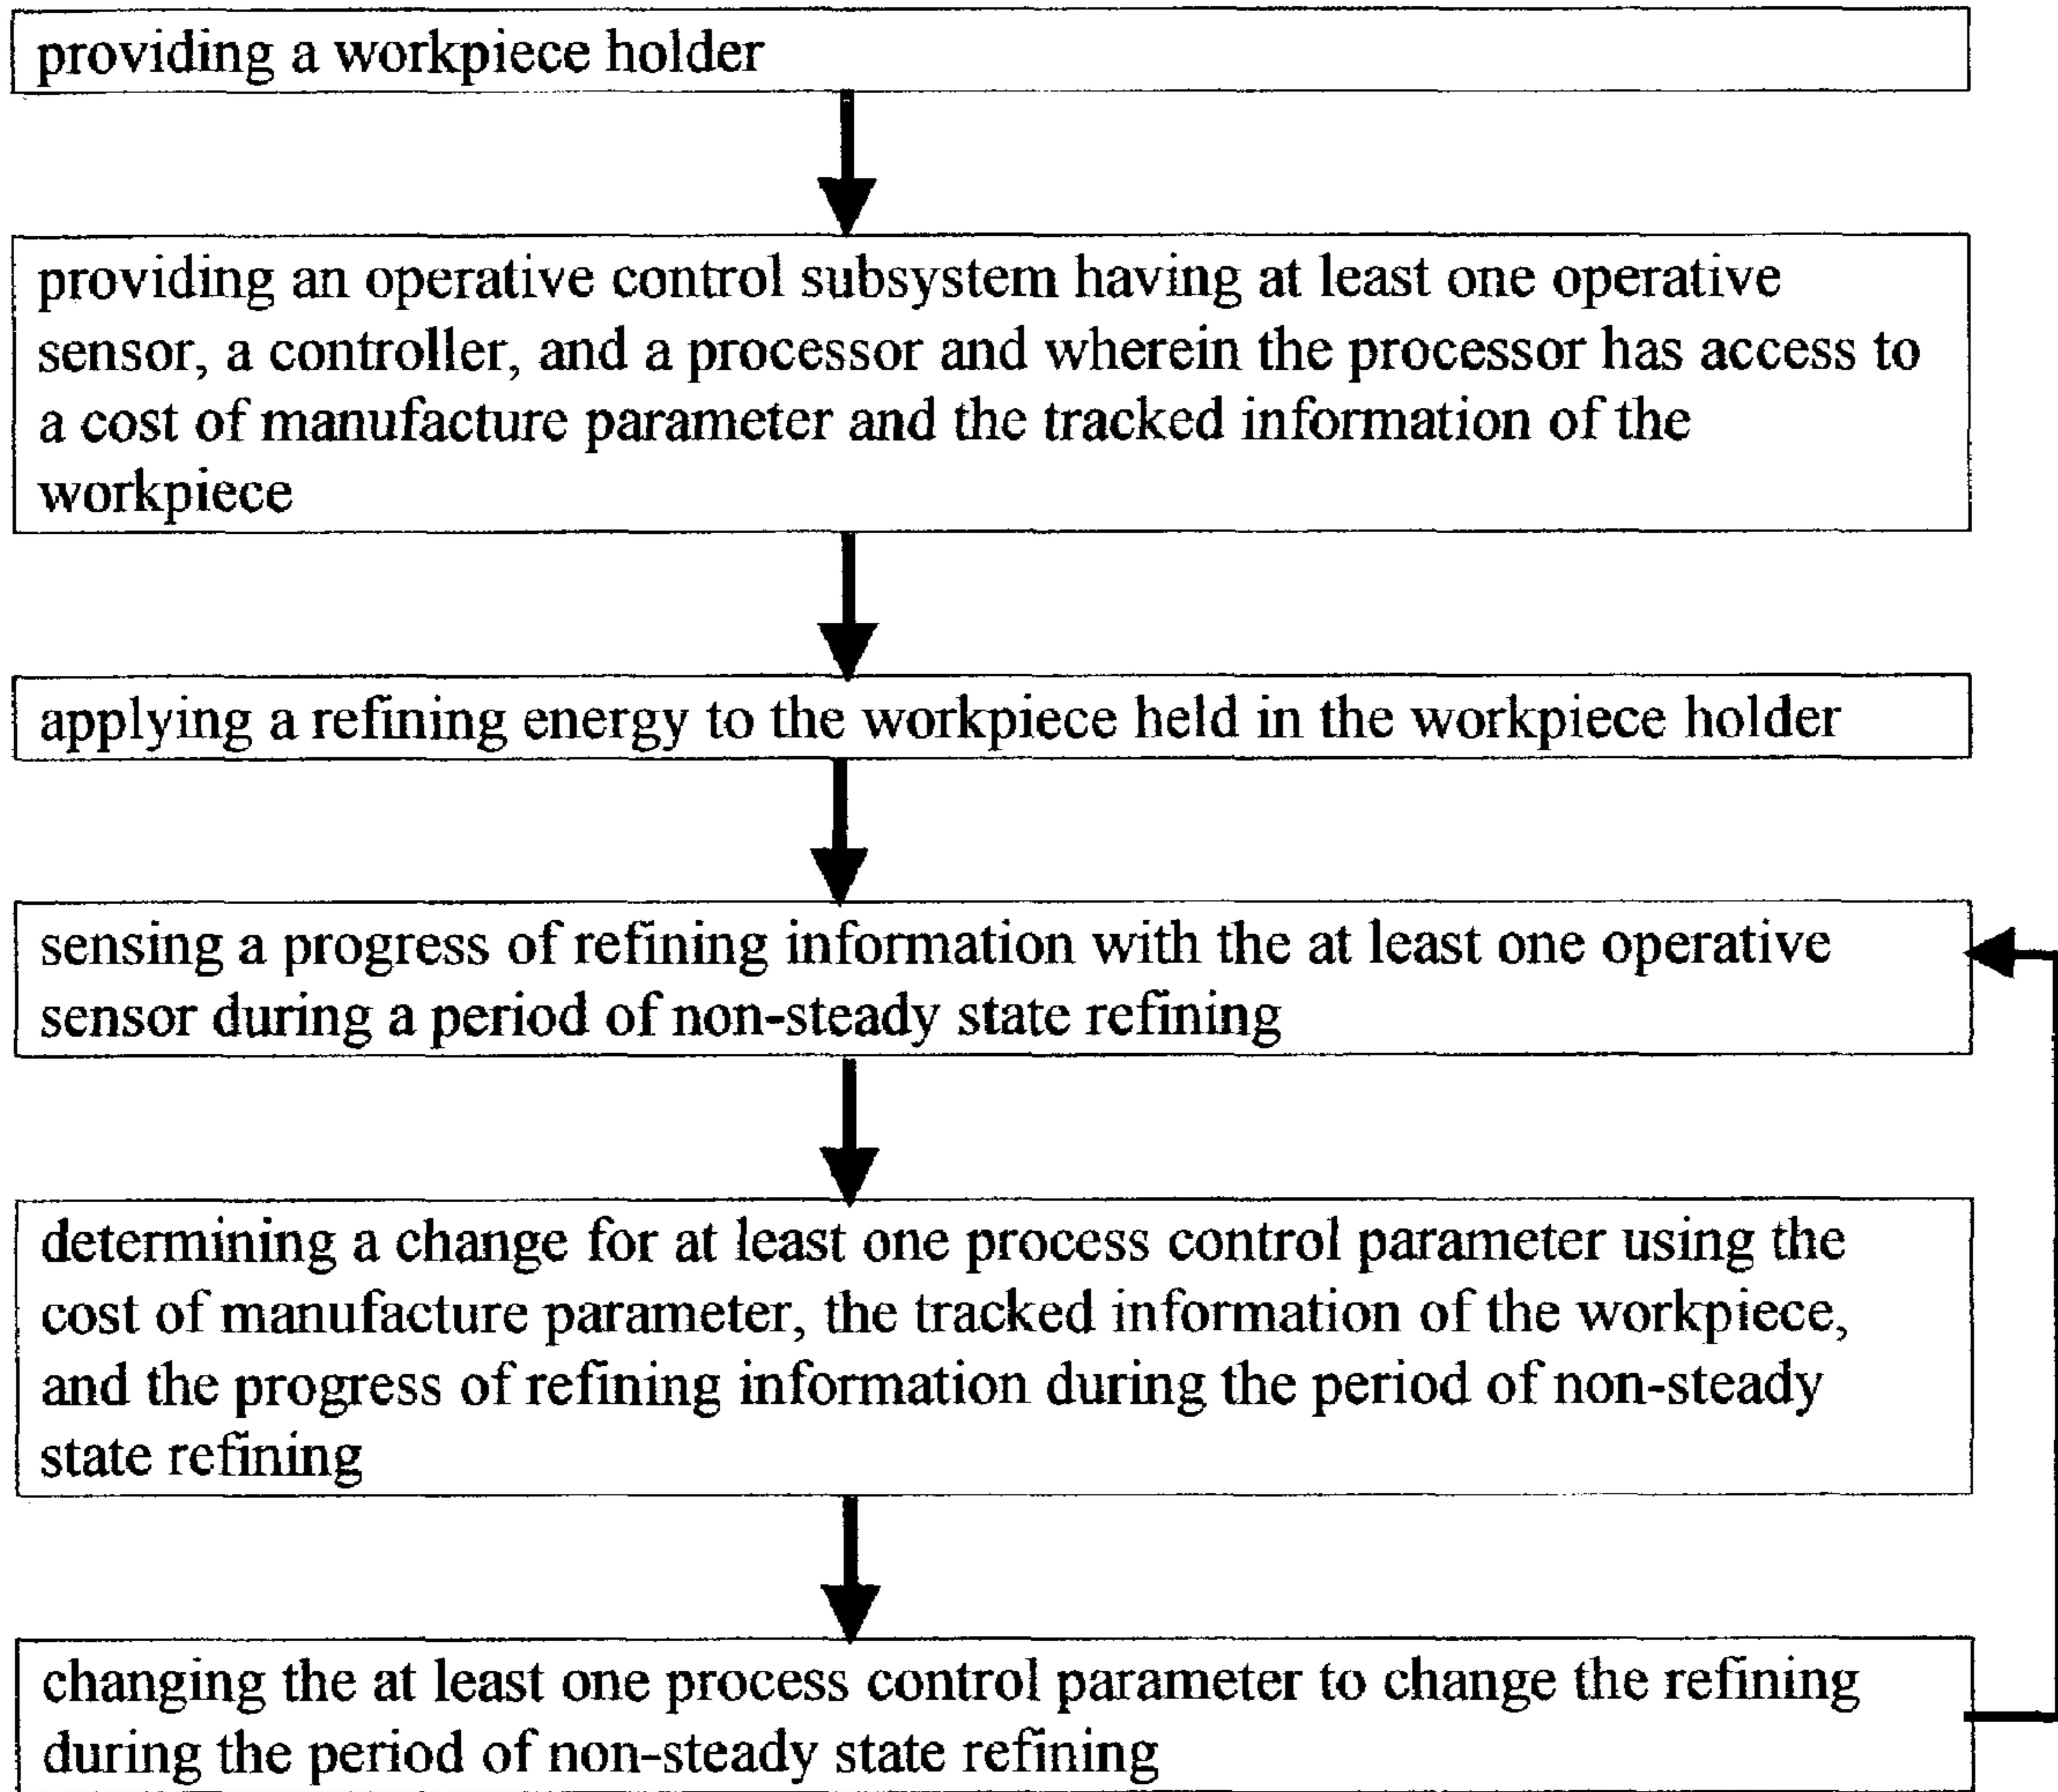 providing a workpiece holder
providing an operative control subsystem having at least one operative
sensor, a controller, and a processor and wherein the processor has access to
a cost of manufacture parameter and the tracked information of the
workpiece
applying a refining energy to the workpiece held in the workpiece holder
sensing a progress of refining information with the at least one operative
sensor during a period of non-steady state refining
determining a change for at least one process control parameter using the
cost of manufacture parameter, the tracked information of the workpiece,
and the progress of refining information during the period of non-steady
state refining
changing the at least one process control parameter to change the refining
during the period of non-steady state refining